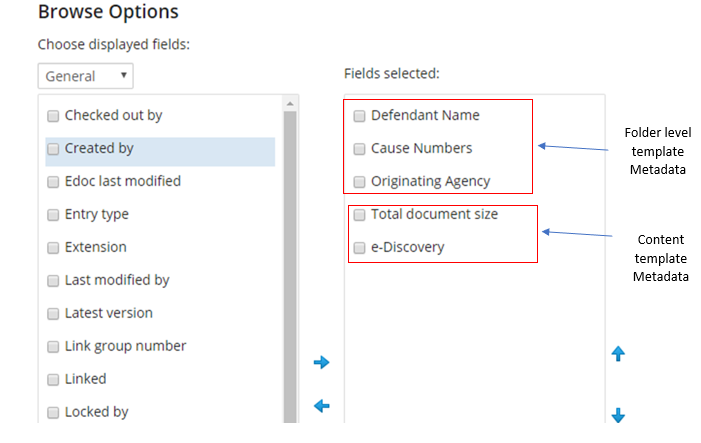 Browse Options
Choose displayed fields:
General
Checked out by
Created by
Edoc last modified
Entry type
Extension
Last modified by
Latest version
Link group number
Linked
Locked by
Fields selected:
Defendant Name
Cause Numbers
Originating Agency
Total document size
e-Discovery
Folder level
template
Metadata
Content
template
Metadata